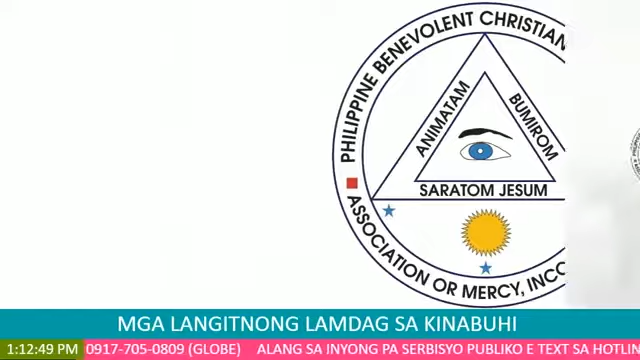 PHILIPPINE BENEVOLENT CHRISTIAN
ANIMATAM
BUMIROM
SARATOM JESUM
ASSOCIATION OR MERCY, INCO
MGA LANGITNONG LAMDAG SA KINABUHI
1:12:49 PM 0917-705-0809 (GLOBE) ALANG SA INYONG PA SERBISYO PUBLIKO E TEXT SA HOTLIN